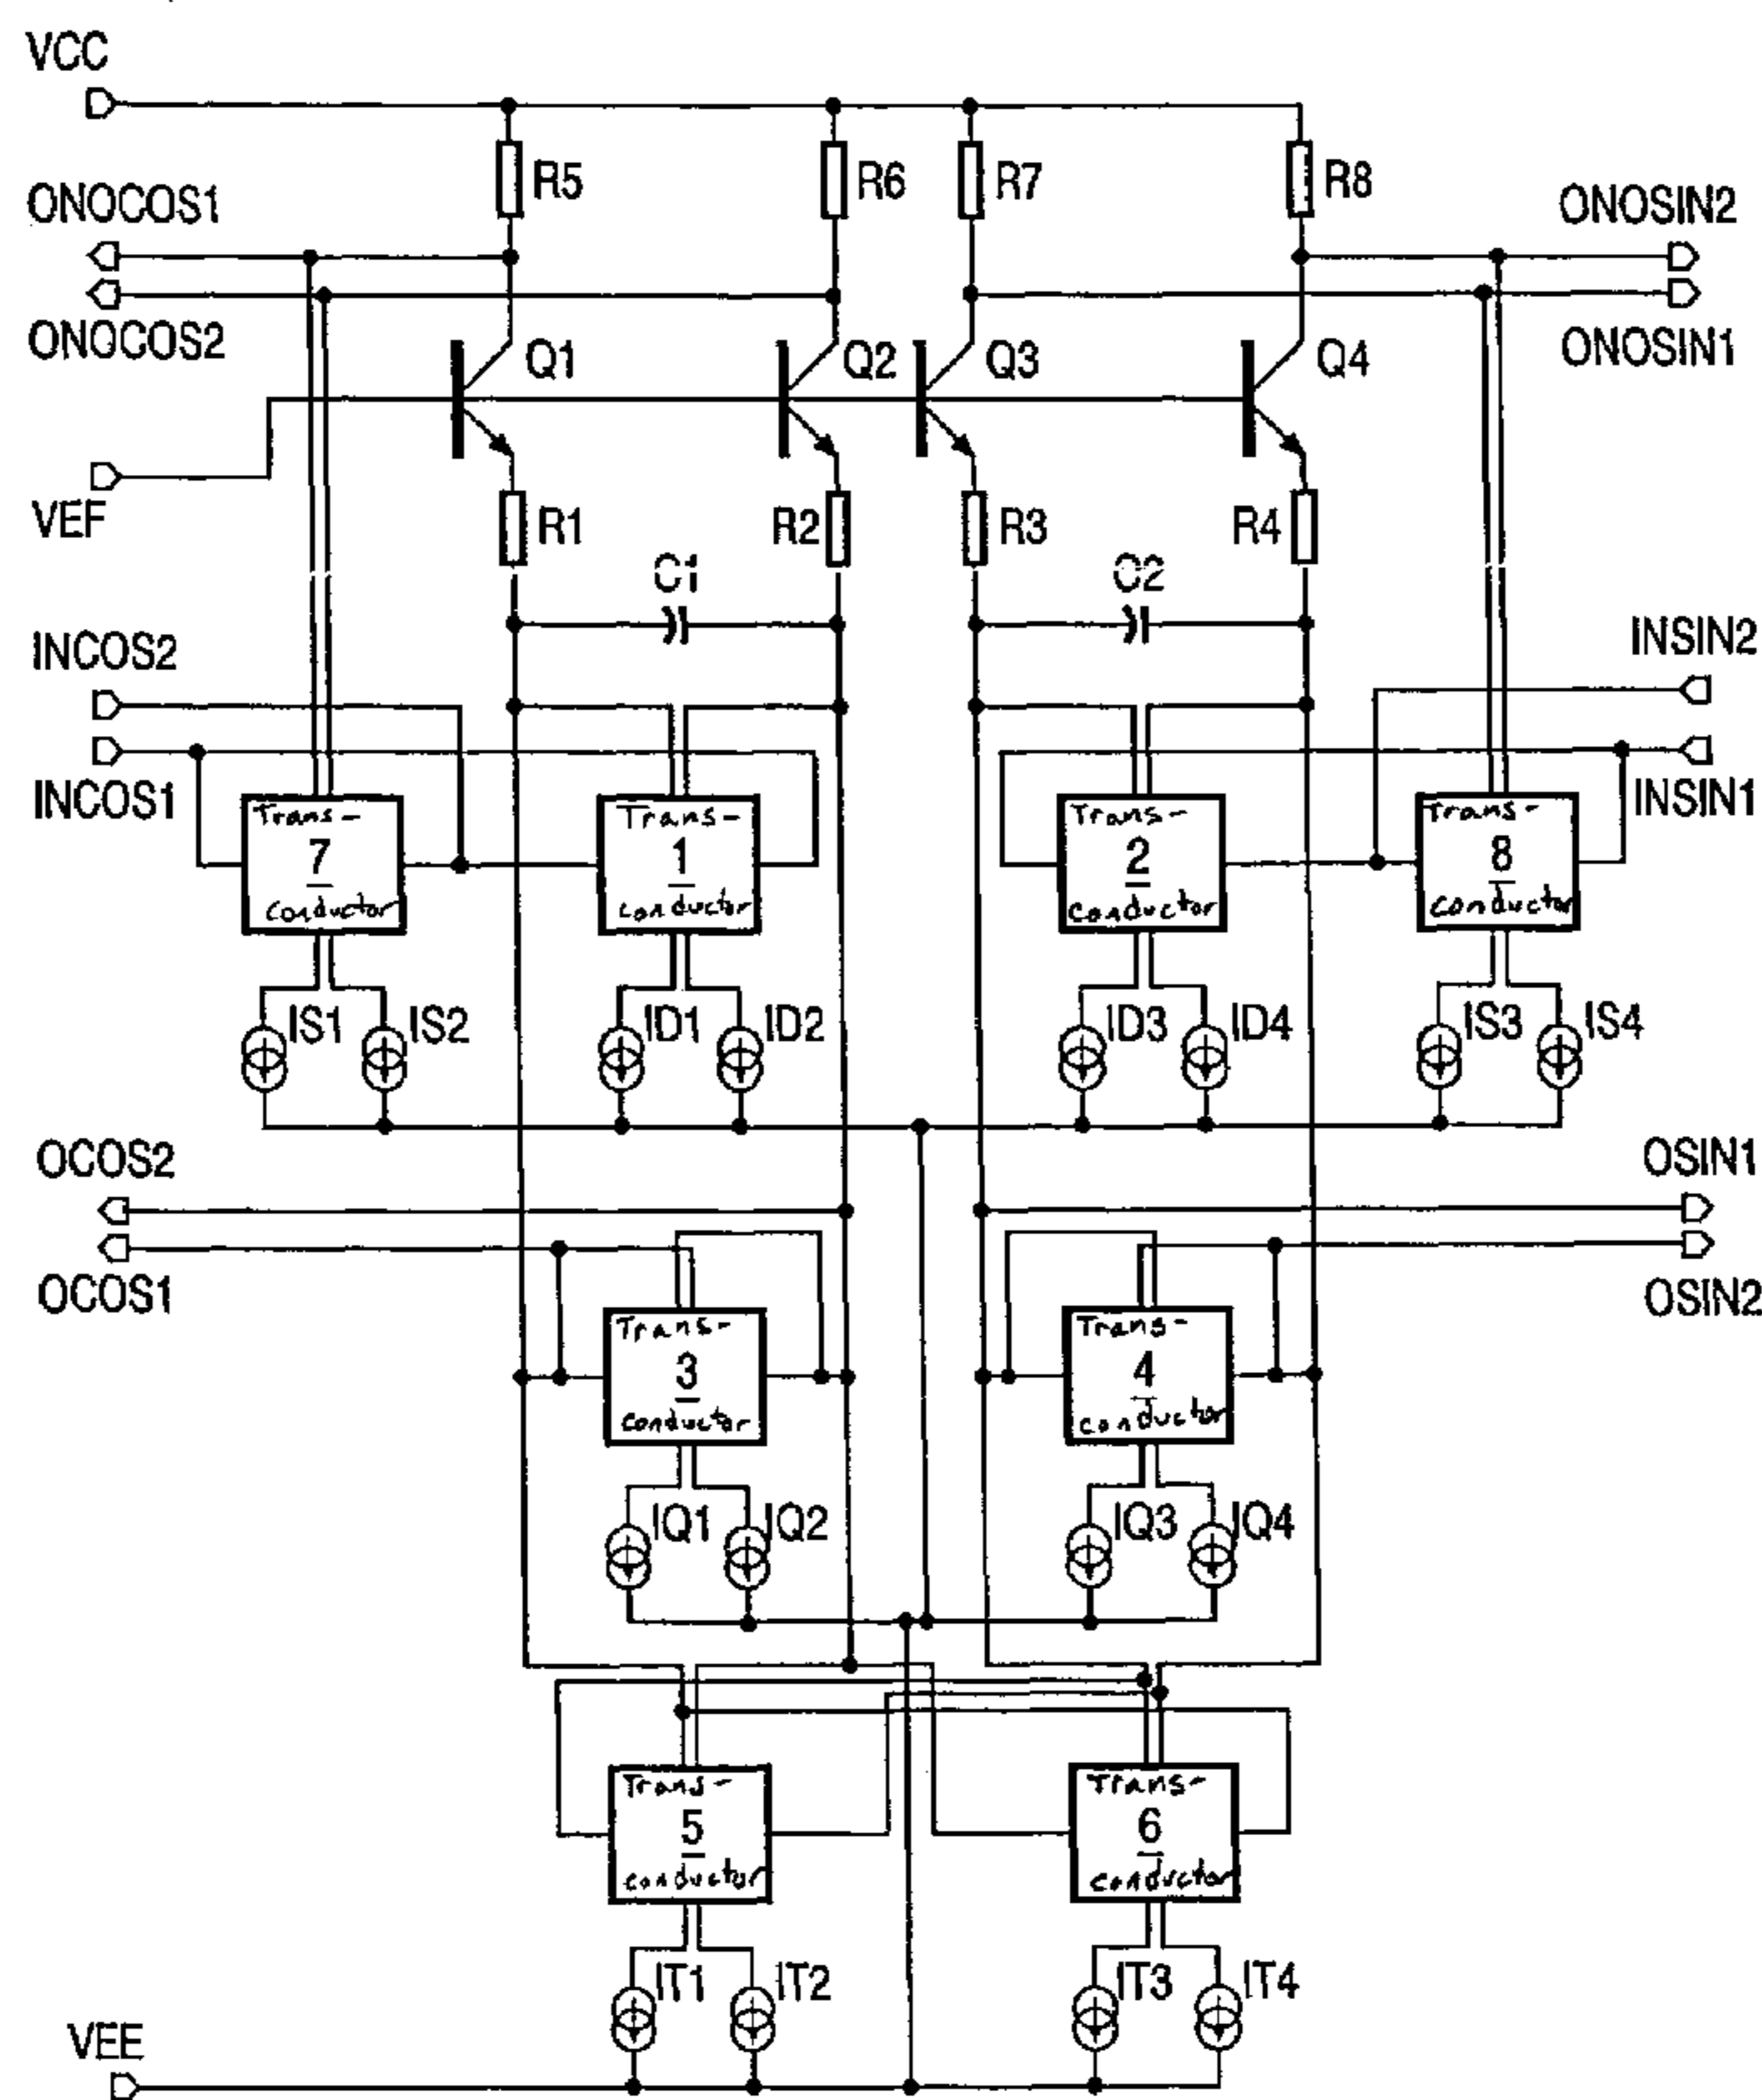 VCC
R5 R6 R7 R8
ONOCOS1 ONOSIN2
ONOCOS2 ONOSIN1
Q1 Q2 Q3 Q4
VEF
R1 R2 R3 R4
C1 C2
INCOS2 INSIN2
INCOS1 INSIN1
Trans- Trans- Trans- Trans-
7 1 2 8
conductor conductor conductor conductor
IS1 IS2 ID1 ID2 ID3 ID4 IS3 IS4
OCOS2 OSIN1
OCOS1 OSIN2
Trans- Trans-
3 4
conductor conductor
IQ1 IQ2 IQ3 IQ4
Trans- Trans-
5 6
conductor conductor
IT1 IT2 IT3 IT4
VEE